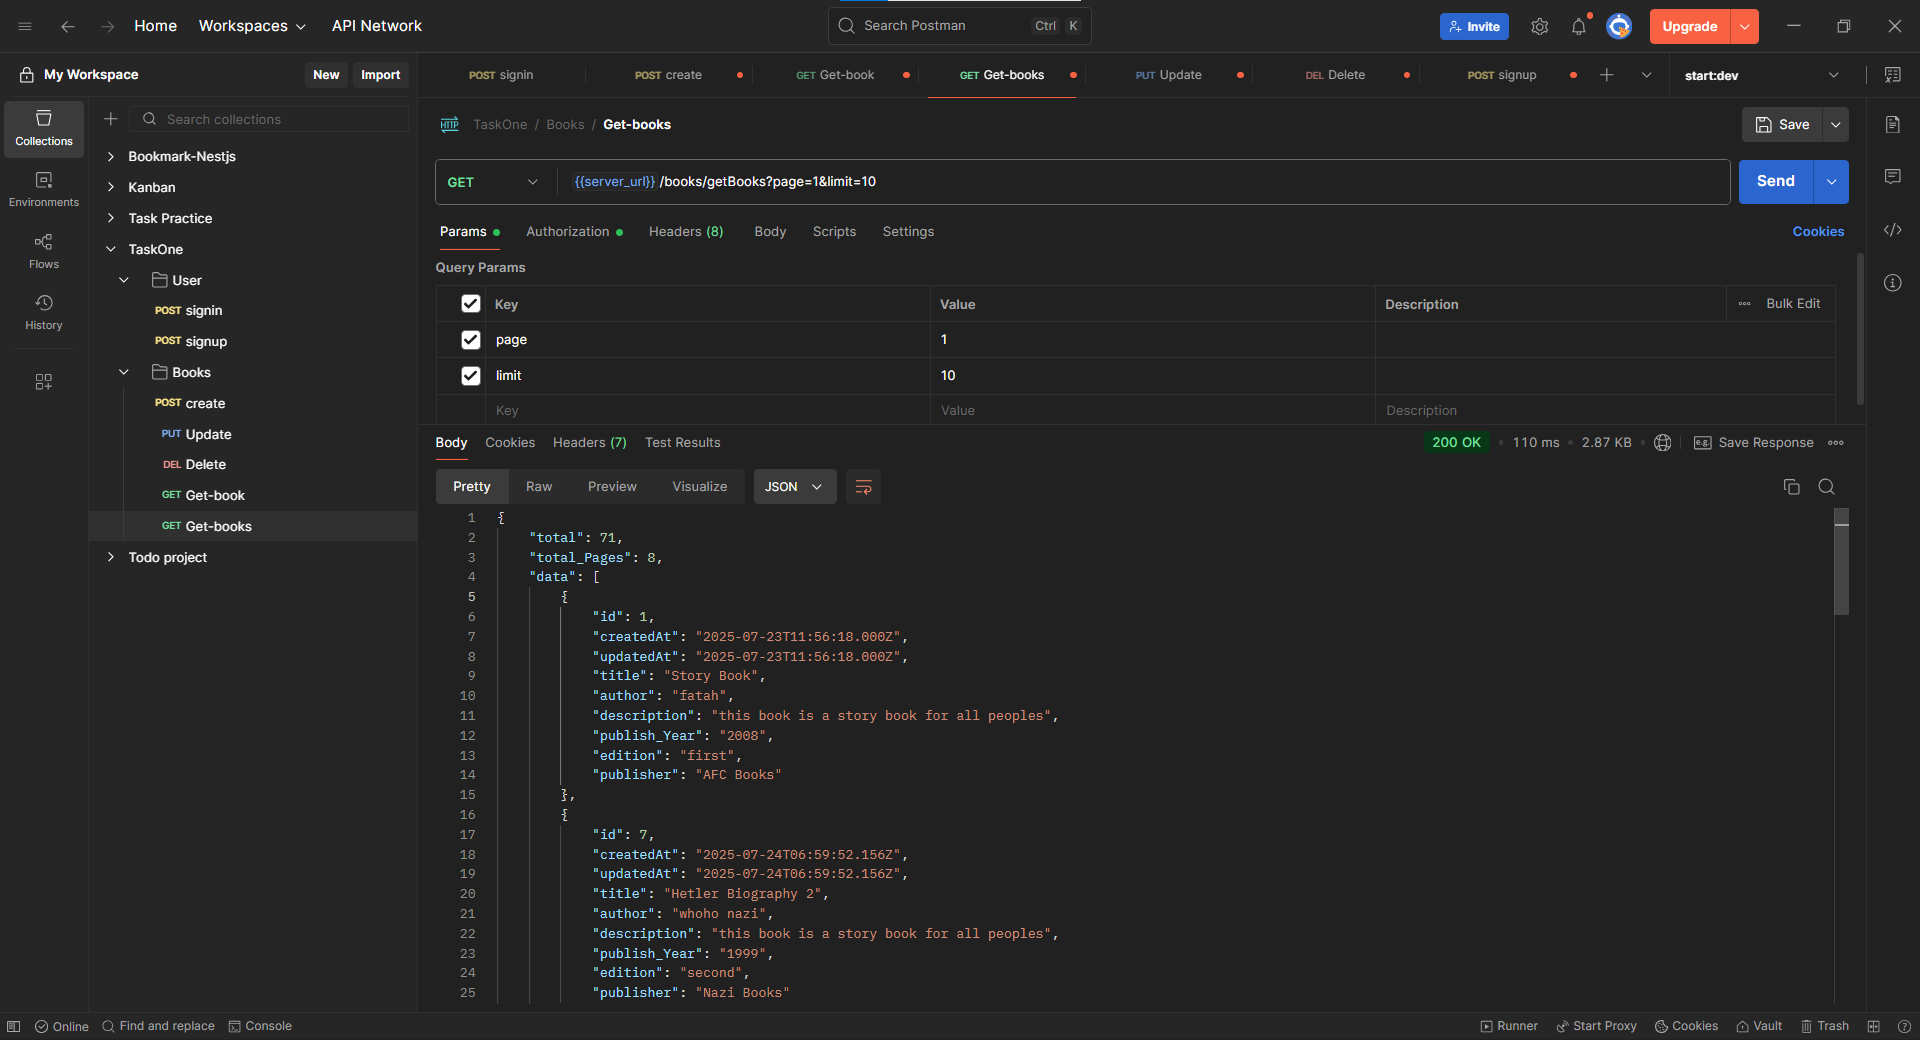 Home Workspaces API Network Search Postman Ctrl K Invite Upgrade
My Workspace New Import
POST signin POST create GET Get-book GET Get-books PUT Update DEL Delete POST signup start:dev
Collections
Environments
Flows
History
Search collections
Bookmark-Nestjs
Kanban
Task Practice
TaskOne
User
POST signin
POST signup
Books
POST create
PUT Update
DEL Delete
GET Get-book
GET Get-books
Todo project
HTTP TaskOne / Books / Get-books Save
GET {{server_url}} /books/getBooks?page=1&limit=10 Send
Params Authorization Headers (8) Body Scripts Settings Cookies
Query Params
Key Value Description Bulk Edit
page 1
limit 10
Key Value Description
Body Cookies Headers (7) Test Results 200 OK 110 ms 2.87 KB e.g. Save Response
Pretty Raw Preview Visualize JSON
1 {
2 "total": 71,
3 "total_Pages": 8,
4 "data": [
5 {
6 "id": 1,
7 "createdAt": "2025-07-23T11:56:18.000Z",
8 "updatedAt": "2025-07-23T11:56:18.000Z",
9 "title": "Story Book",
10 "author": "fatah",
11 "description": "this book is a story book for all peoples",
12 "publish_Year": "2008",
13 "edition": "first",
14 "publisher": "AFC Books"
15 },
16 {
17 "id": 7,
18 "createdAt": "2025-07-24T06:59:52.156Z",
19 "updatedAt": "2025-07-24T06:59:52.156Z",
20 "title": "Hetler Biography 2",
21 "author": "whoho nazi",
22 "description": "this book is a story book for all peoples",
23 "publish_Year": "1999",
24 "edition": "second",
25 "publisher": "Nazi Books"
Online Find and replace Console Runner Start Proxy Cookies Vault Trash